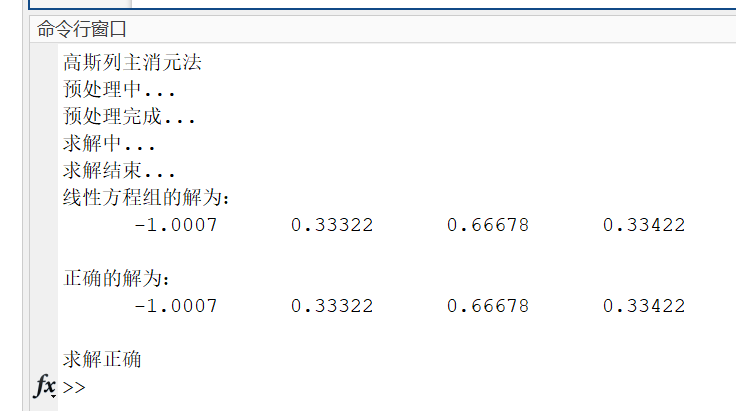 命令行窗口
高斯列主消元法
预处理中...
预处理完成...
求解中...
求解结束...
线性方程组的解为:
-1.0007 0.33322 0.66678 0.33422
正确的解为:
-1.0007 0.33322 0.66678 0.33422
求解正确
fx >>